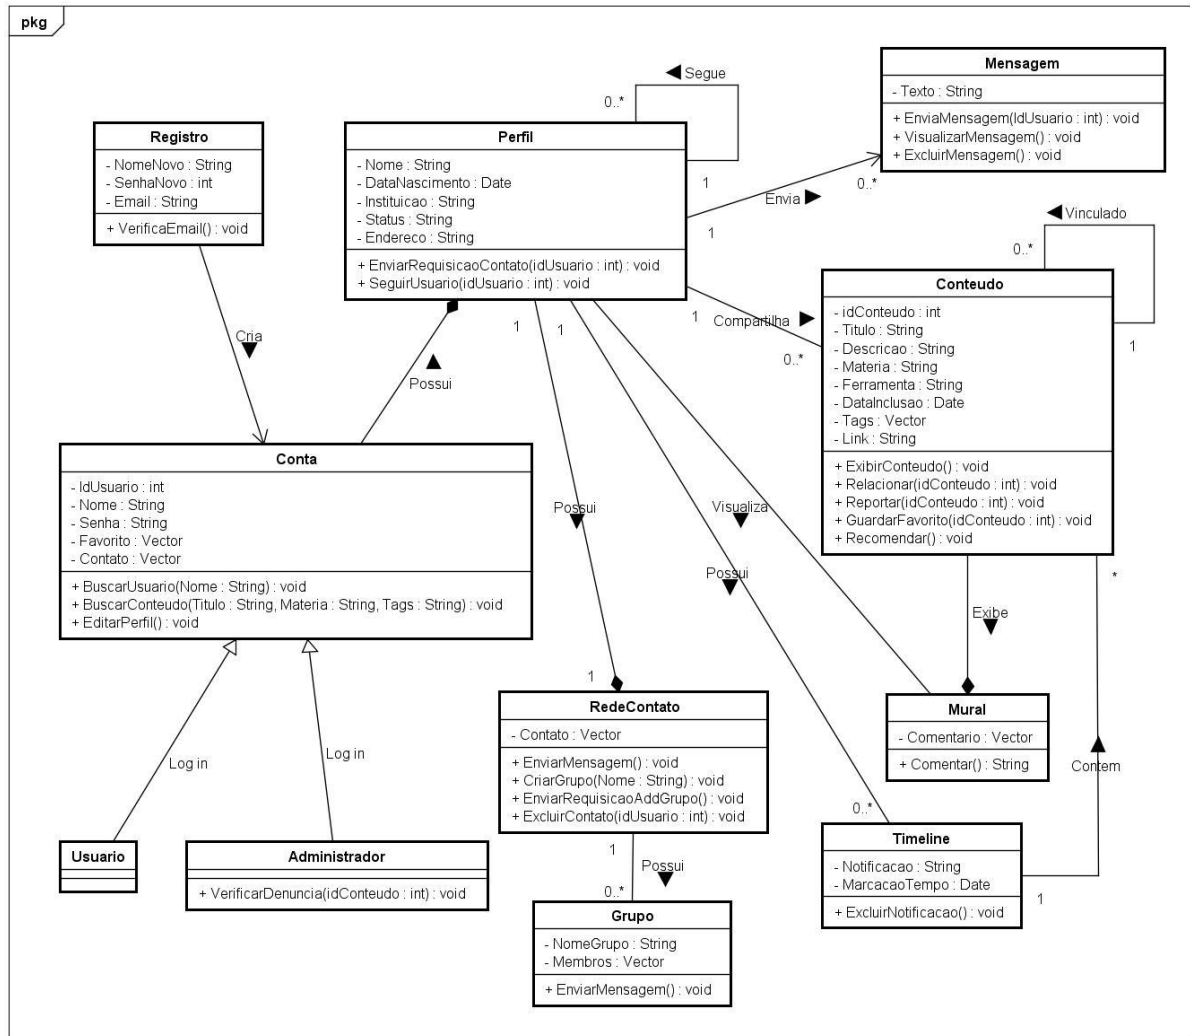 pkg
Segue
0..*
1
Mensagem
- Texto : String
+ EnviaMensagem(IdUsuario : int) : void
+ VisualizarMensagem() : void
+ ExcluirMensagem() : void
Registro
- NomeNovo : String
- SenhaNovo : int
- Email : String
+ VerificaEmail() : void
Perfil
- Nome : String
- DataNascimento : Date
- Instituicao : String
- Status : String
- Endereco : String
+ EnviarRequisicaoContato(idUsuario : int) : void
+ SeguirUsuario(idUsuario : int) : void
Envia
0..*
1
Vinculado
0..*
1
Compartilha
1
0..*
Conteudo
- idConteudo : int
- Titulo : String
- Descricao : String
- Materia : String
- Ferramenta : String
- DataInclusao : Date
- Tags : Vector
- Link : String
+ ExibirConteudo() : void
+ Relacionar(idConteudo : int) : void
+ Reportar(idConteudo : int) : void
+ GuardarFavorito(idConteudo : int) : void
+ Recomendar() : void
Cria
Possui
1
1
Conta
- IdUsuario : int
- Nome : String
- Senha : String
- Favorito : Vector
- Contato : Vector
+ BuscarUsuario(Nome : String) : void
+ BuscarConteudo(Titulo : String, Materia : String, Tags : String) : void
+ EditarPerfil() : void
Possui
Visualiza
Possui
*
Exibe
1
RedeContato
- Contato : Vector
+ EnviarMensagem() : void
+ CriarGrupo(Nome : String) : void
+ EnviarRequisicaoAddGrupo() : void
+ ExcluirContato(idUsuario : int) : void
Mural
- Comentario : Vector
+ Comentar() : String
Contem
Log in
Log in
0..*
Usuario
Administrador
+ VerificarDenuncia(idConteudo : int) : void
1
Possui
0..*
Timeline
- Notificacao : String
- MarcacaoTempo : Date
+ ExcluirNotificacao() : void
1
Grupo
- NomeGrupo : String
- Membros : Vector
+ EnviarMensagem() : void